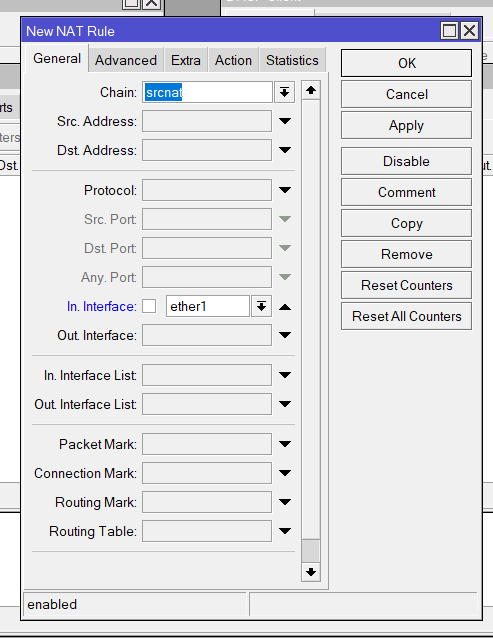 New NAT Rule
General
Advanced
Extra
Action
Statistics
Chain: srcnat
Src. Address:
Dst. Address:
Protocol:
Src. Port:
Dst. Port:
Any. Port:
In. Interface: ether1
Out. Interface:
In. Interface List:
Out. Interface List:
Packet Mark:
Connection Mark:
Routing Mark:
Routing Table:
OK
Cancel
Apply
Disable
Comment
Copy
Remove
Reset Counters
Reset All Counters
enabled